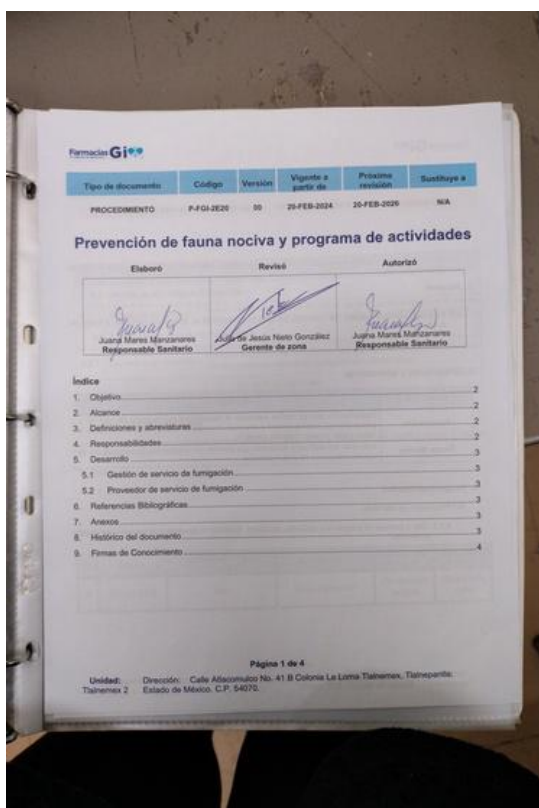 Farmacias Gi
Tipo de documento Código Versión Vigente a partir de Próxima revisión Sustituye a
PROCEDIMIENTO P-FGI-2E20 00 20-FEB-2024 20-FEB-2026 N/A
Prevención de fauna nociva y programa de actividades
Elaboró Revisó Autorizó
Juana Mares Manzanares de Jesús Nieto González Juana Mares Manzanares
Responsable Sanitario Gerente de zona Responsable Sanitario
Índice
1. Objetivo 2
2. Alcance 2
3. Definiciones y abreviaturas 2
4. Responsabilidades 2
5. Desarrollo 3
5.1 Gestión de servicio de fumigación 3
5.2 Proveedor de servicio de fumigación 3
6. Referencias Bibliográficas 3
7. Anexos 3
8. Histórico del documento 3
9. Firmas de Conocimiento 4
Página 1 de 4
Unidad: Dirección: Calle Atlacomulco No. 41 B Colonia La Loma Tlalnemex, Tlalnepantla:
Tlalnemex 2 Estado de México. C.P. 54070.